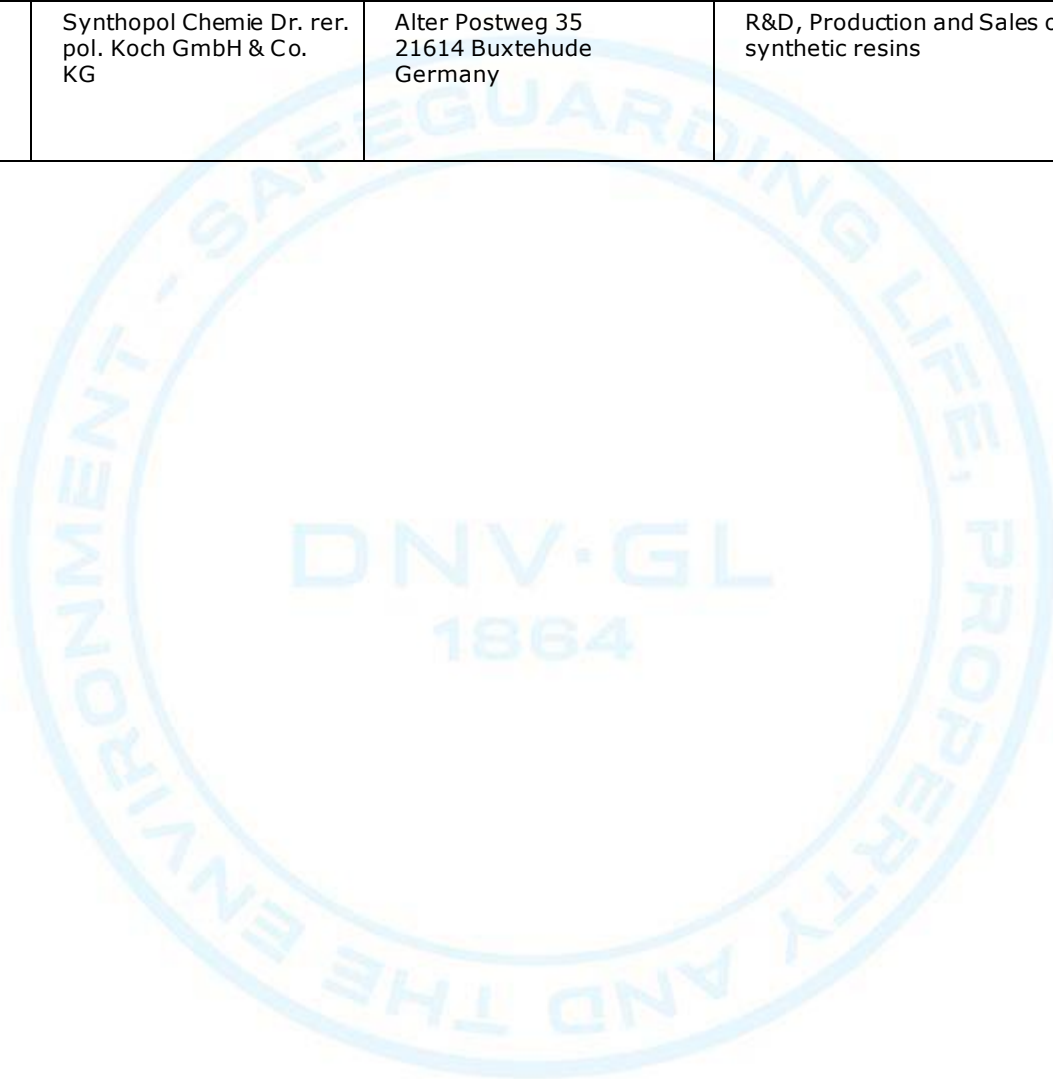 Synthopol Chemie Dr. rer.
pol. Koch GmbH & Co.
KG
Alter Postweg 35
21614 Buxtehude
Germany
R&D, Production and Sales
synthetic resins
SAFEGUARDING LIFE, PROPERTY AND THE ENVIRONMENT -
DNV·GL
1864